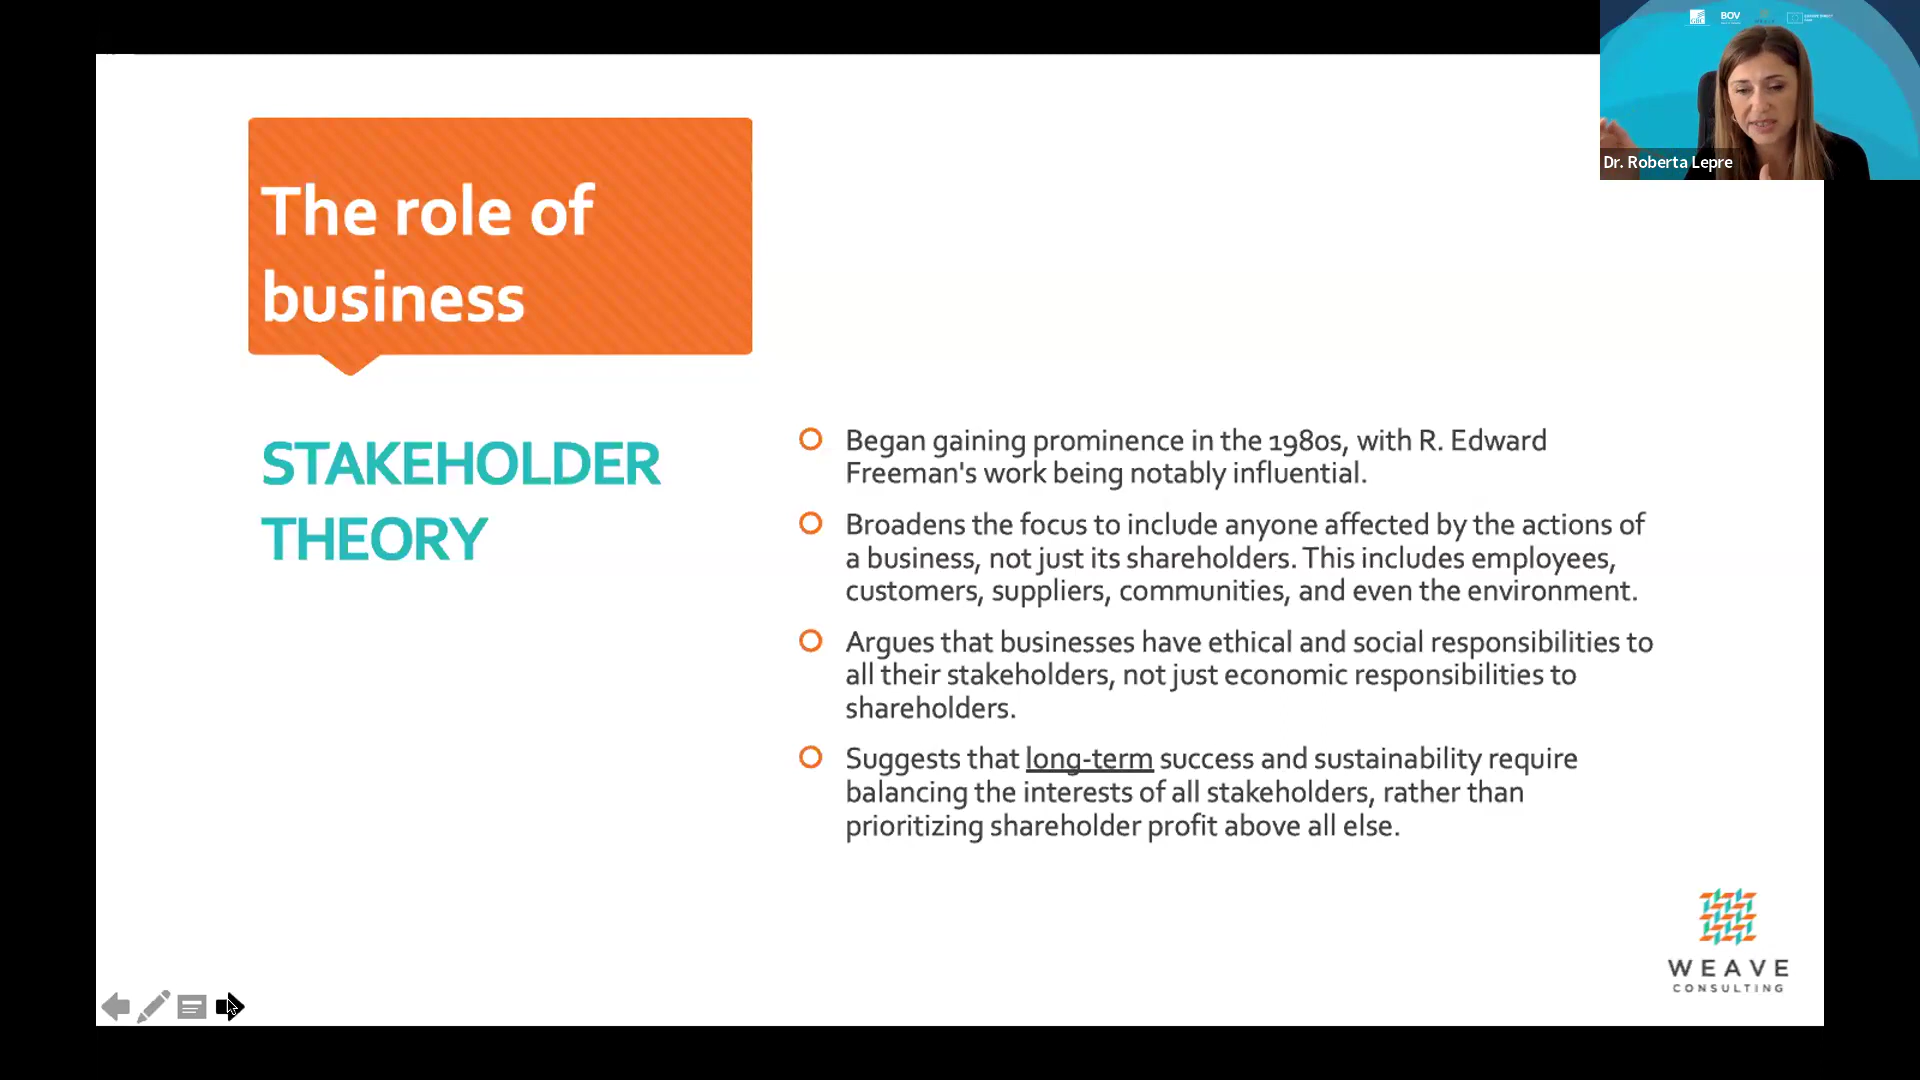 BOV
The role of
business
Dr. Roberta Lepre
STAKEHOLDER
THEORY
Began gaining prominence in the 1980s, with R. Edward
Freeman's work being notably influential.
Broadens the focus to include anyone affected by the actions of
a business, not just its shareholders. This includes employees,
customers, suppliers, communities, and even the environment.
Argues that businesses have ethical and social responsibilities to
all their stakeholders, not just economic responsibilities to
shareholders.
Suggests that long-term success and sustainability require
balancing the interests of all stakeholders, rather than
prioritizing shareholder profit above all else.
WEAVE
CONSULTING